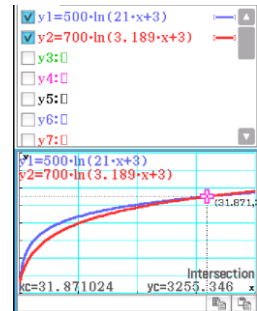 y1=500·ln(21·x+3)
y2=700·ln(3.189·x+3)
y3:
y4:
y5:
y6:
y7:
y1=500·ln(21·x+3)
y2=700·ln(3.189·x+3)
y
(31.871,
Intersection
xc=31.871024 yc=3255.346 x